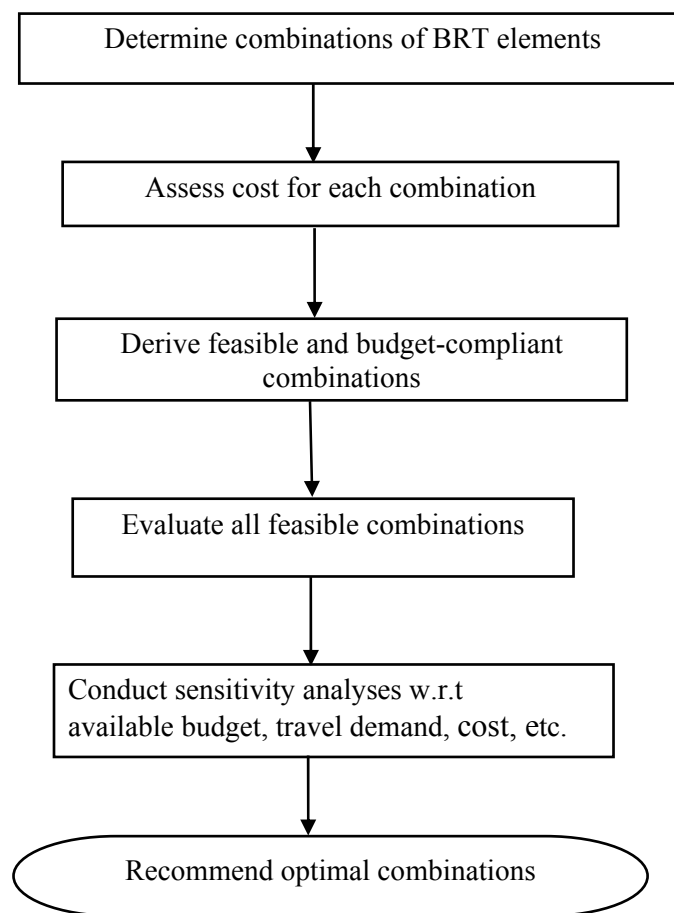 Determine combinations of BRT elements
Assess cost for each combination
Derive feasible and budget-compliant
combinations
Evaluate all feasible combinations
Conduct sensitivity analyses w.r.t
available budget, travel demand, cost, etc.
Recommend optimal combinations